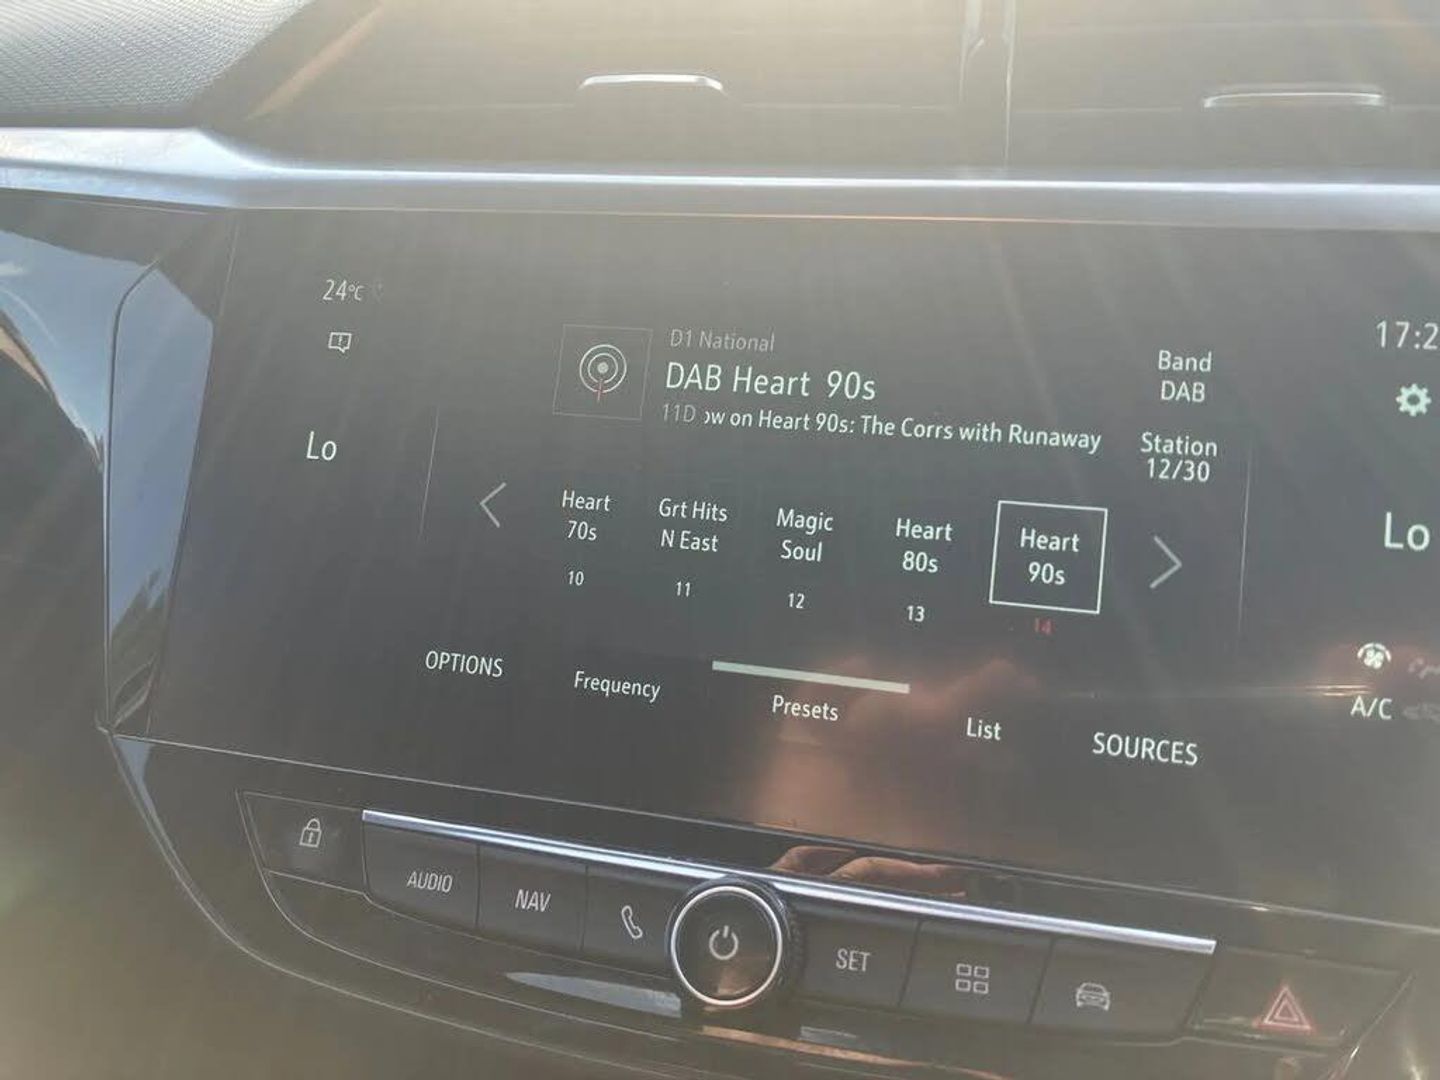 24°C
D1 National
DAB Heart 90s
11D ow on Heart 90s: The Corrs with Runaway
Band
DAB
Station
12/30
17:2
Lo
Heart
70s
10
Grt Hits
N East
11
Magic
Soul
12
Heart
80s
13
Heart
90s
14
Lo
OPTIONS
Frequency
Presets
List
SOURCES
A/C
AUDIO
NAV
SET